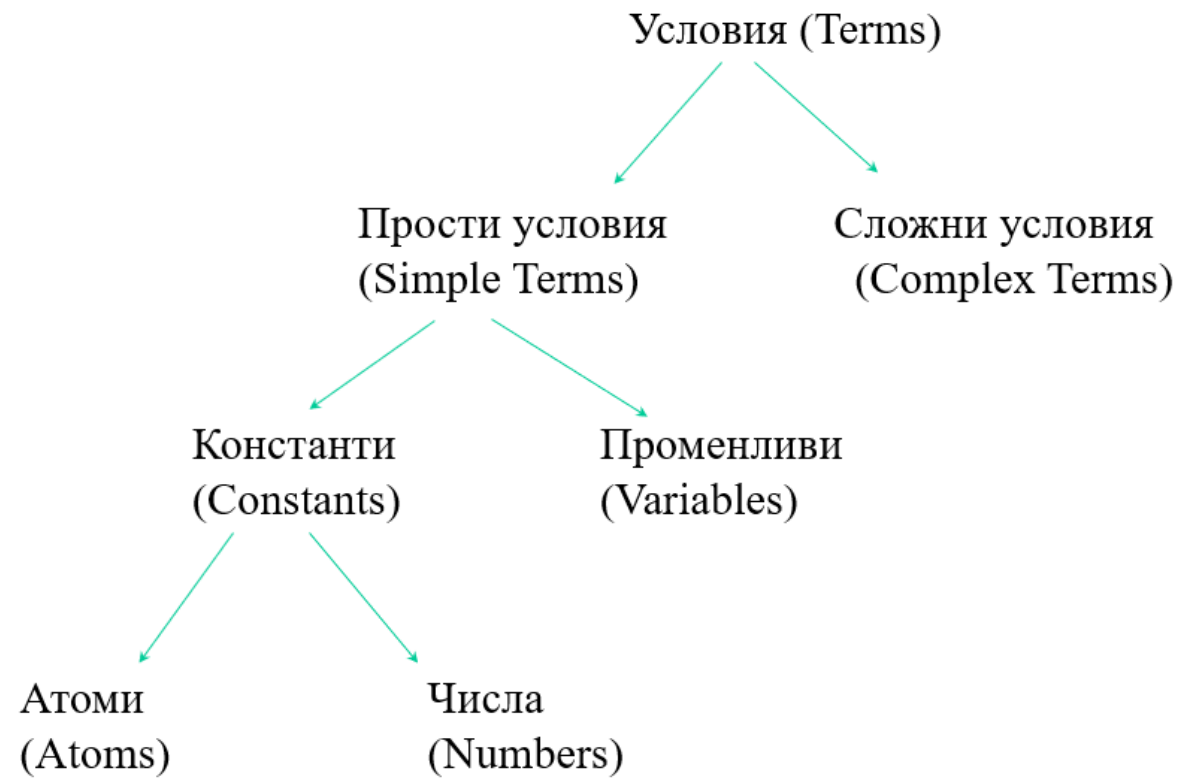 Условия (Terms)
Прости условия
(Simple Terms)
Сложни условия
(Complex Terms)
Константи
(Constants)
Променливи
(Variables)
Атоми
(Atoms)
Числа
(Numbers)